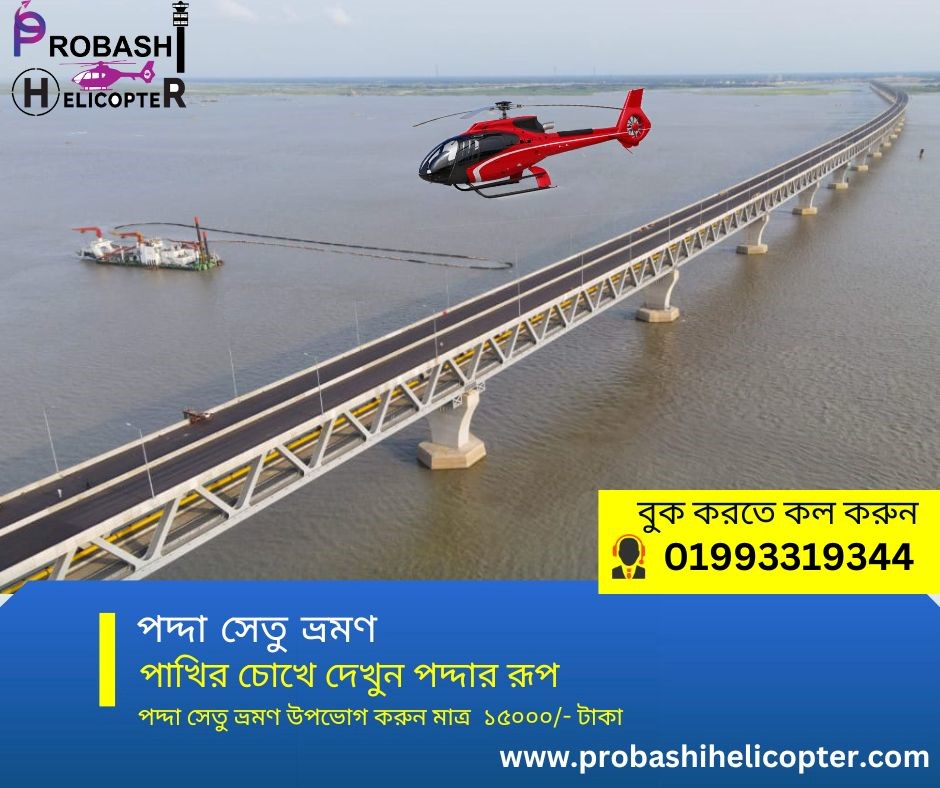 PROBASHI
HELICOPTER
বুক করতে কল করুন
01993319344
পদ্দা সেতু ভ্রমণ
পাখির চোখে দেখুন পদ্দার রূপ
পদ্দা সেতু ভ্রমণ উপভোগ করুন মাত্র ১৫০০০/- টাকা
www.probashihelicopter.com